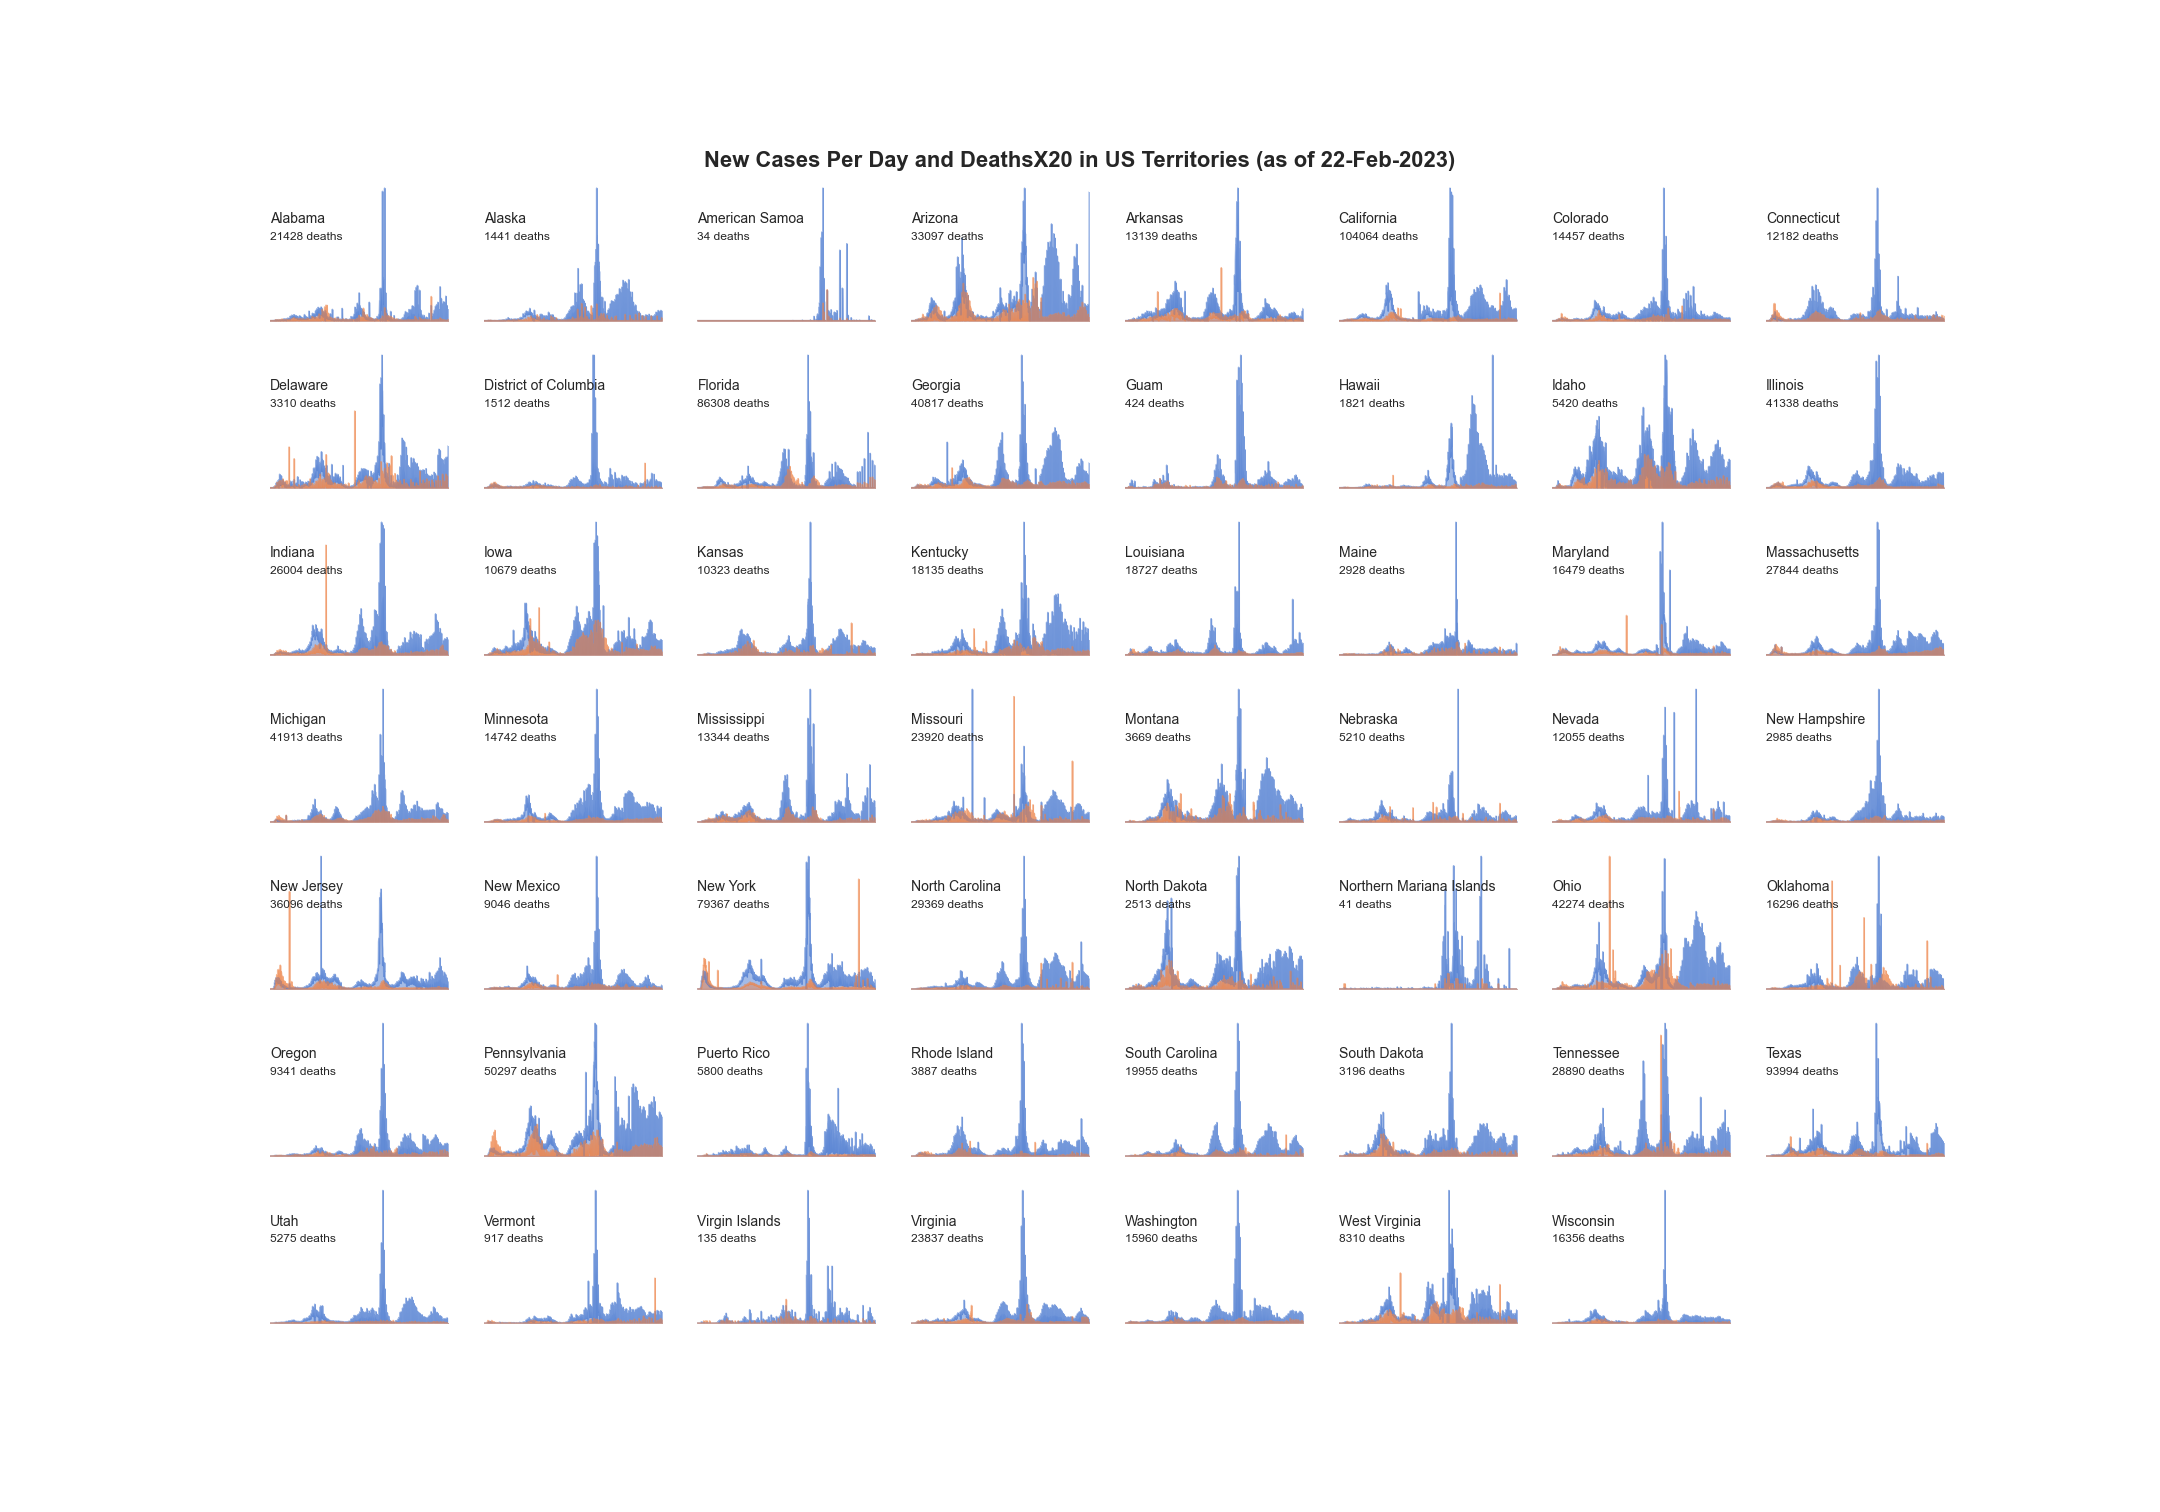 New Cases Per Day and DeathsX20 in US Territories (as of 22-Feb-2023)
Alabama
21428 deaths
Alaska
1441 deaths
American Samoa
34 deaths
Arizona
33097 deaths
Arkansas
13139 deaths
California
104064 deaths
Colorado
14457 deaths
Connecticut
12182 deaths
Delaware
3310 deaths
District of Columbia
1512 deaths
Florida
86308 deaths
Georgia
40817 deaths
Guam
424 deaths
Hawaii
1821 deaths
Idaho
5420 deaths
Illinois
41338 deaths
Indiana
26004 deaths
Iowa
10679 deaths
Kansas
10323 deaths
Kentucky
18135 deaths
Louisiana
18727 deaths
Maine
2928 deaths
Maryland
16479 deaths
Massachusetts
27844 deaths
Michigan
41913 deaths
Minnesota
14742 deaths
Mississippi
13344 deaths
Missouri
23920 deaths
Montana
3669 deaths
Nebraska
5210 deaths
Nevada
12055 deaths
New Hampshire
2985 deaths
New Jersey
36096 deaths
New Mexico
9046 deaths
New York
79367 deaths
North Carolina
29369 deaths
North Dakota
2513 deaths
Northern Mariana Islands
41 deaths
Ohio
42274 deaths
Oklahoma
16296 deaths
Oregon
9341 deaths
Pennsylvania
50297 deaths
Puerto Rico
5800 deaths
Rhode Island
3887 deaths
South Carolina
19955 deaths
South Dakota
3196 deaths
Tennessee
28890 deaths
Texas
93994 deaths
Utah
5275 deaths
Vermont
917 deaths
Virgin Islands
135 deaths
Virginia
23837 deaths
Washington
15960 deaths
West Virginia
8310 deaths
Wisconsin
16356 deaths